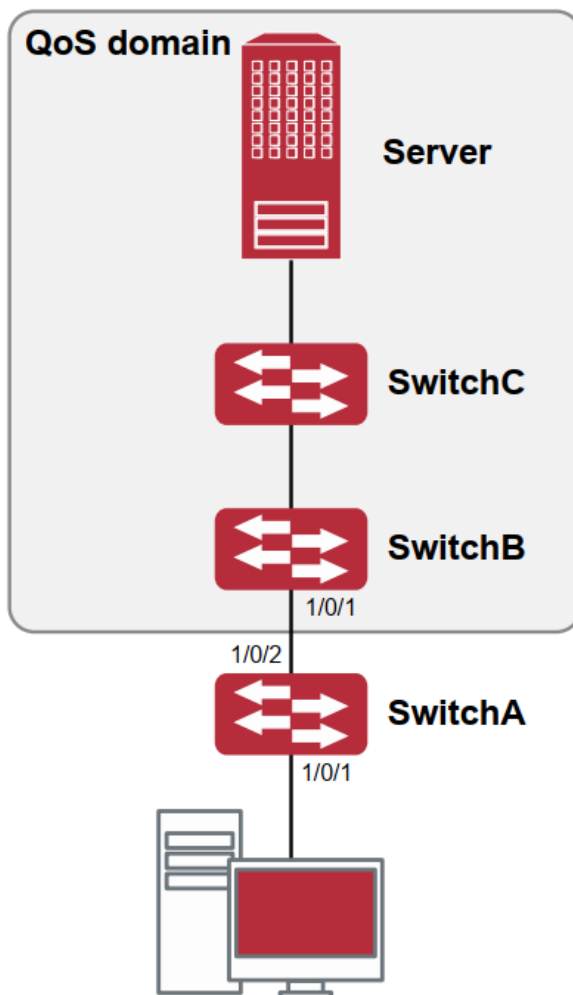 QoS domain
Server
SwitchC
SwitchB
1/0/1
1/0/2
SwitchA
1/0/1